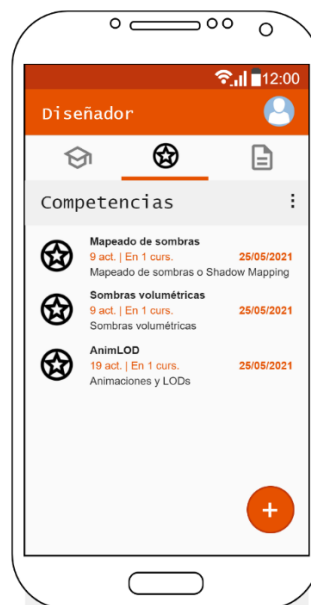 12:00
Diseñador
Competencias
Mapeado de sombras
9 act. | En 1 curs. 25/05/2021
Mapeado de sombras o Shadow Mapping
Sombras volumétricas
9 act. | En 1 curs. 25/05/2021
Sombras volumétricas
AnimLOD
19 act. | En 1 curs. 25/05/2021
Animaciones y LODs
+